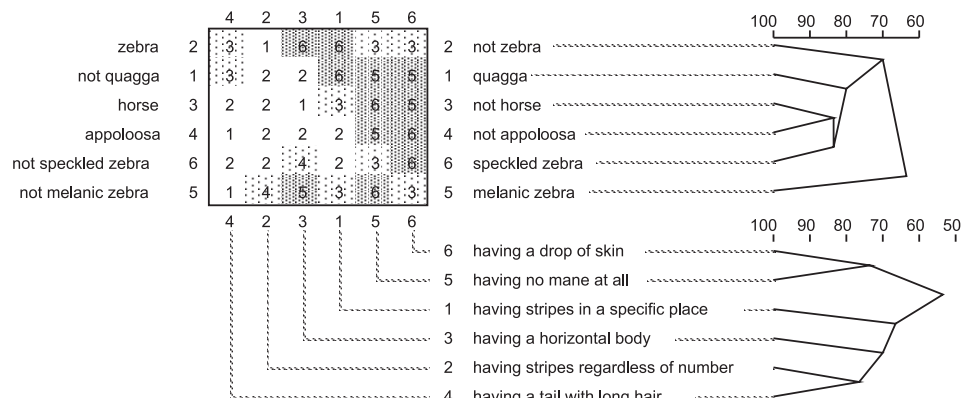 4 2 3 1 5 6 100 90 80 70 60
zebra 2 3 1 6 6 3 3 2 not zebra
not quagga 1 3 2 2 6 5 5 1 quagga
horse 3 2 2 1 3 6 5 3 not horse
appoloosa 4 1 2 2 2 5 6 4 not appoloosa
not speckled zebra 6 2 2 4 2 3 6 6 speckled zebra
not melanic zebra 5 1 4 5 3 6 3 5 melanic zebra
4 2 3 1 5 6 100 90 80 70 60 50
6 having a drop of skin
5 having no mane at all
1 having stripes in a specific place
3 having a horizontal body
2 having stripes regardless of number
4 having a tail with long hair